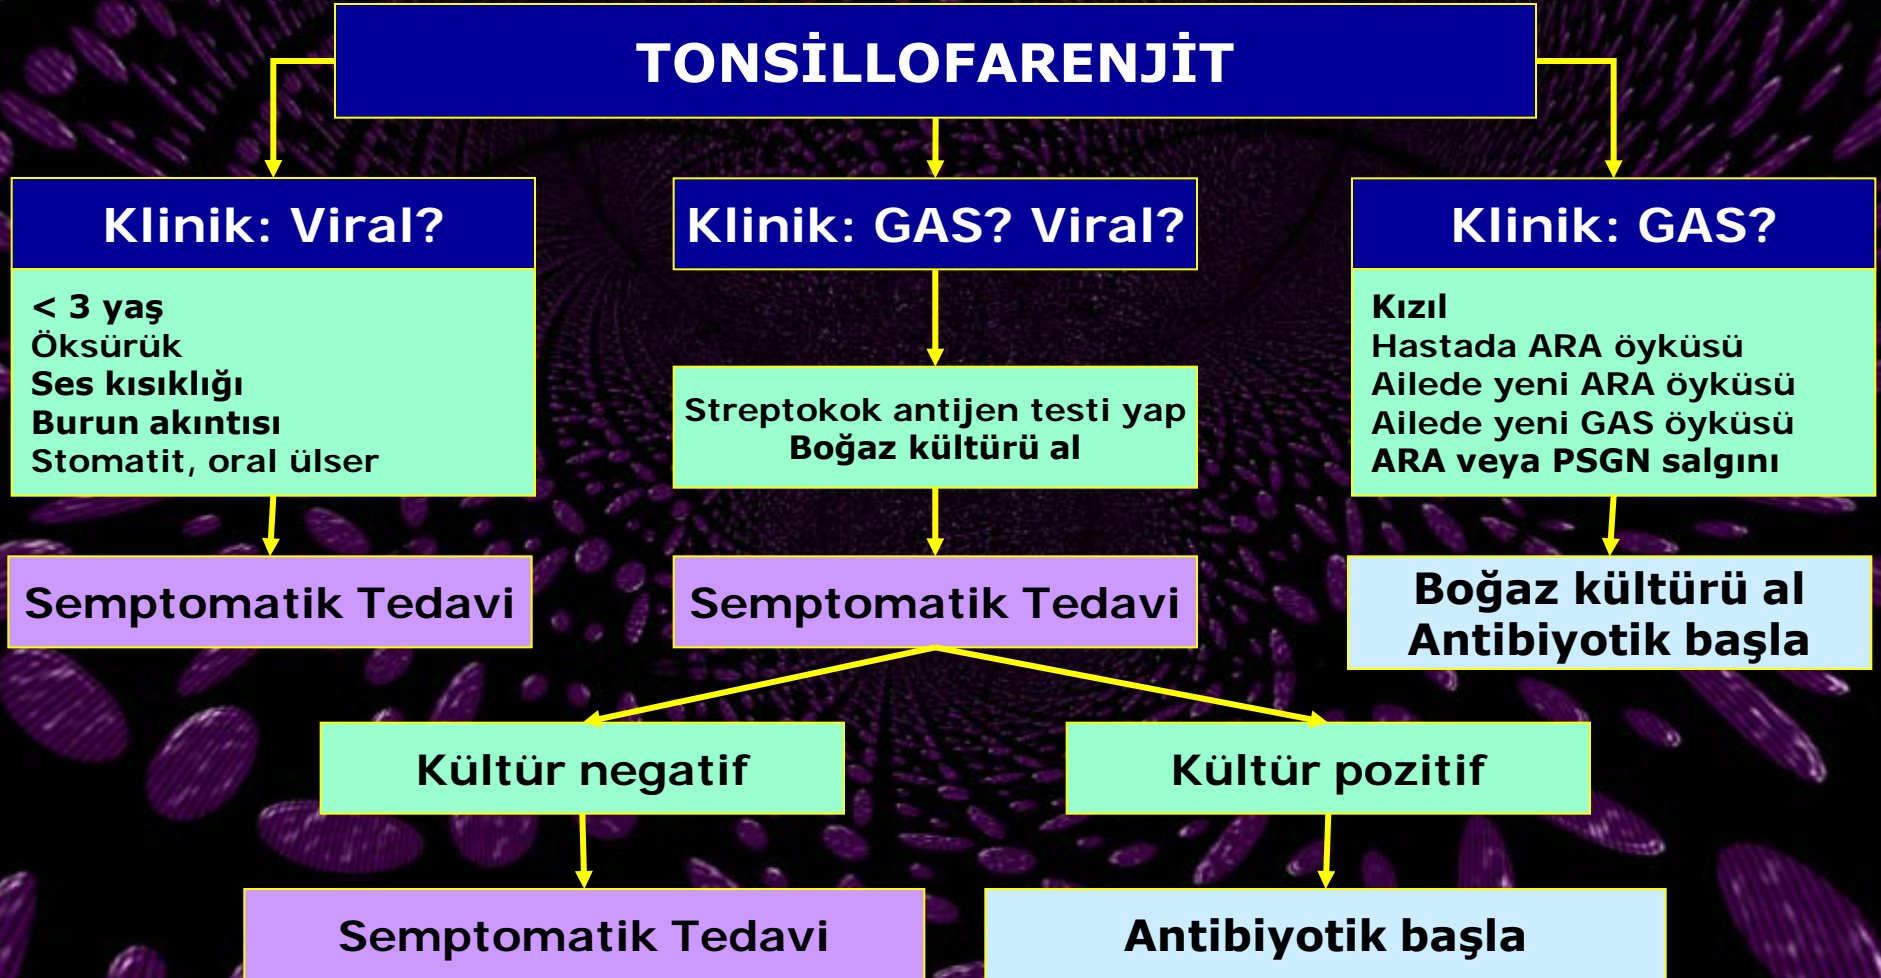 TONSİLLOFARENJİT
Klinik: Viral?
< 3 yaş
Öksürük
Ses kısıklığı
Burun akıntısı
Stomatit, oral ülser
Semptomatik Tedavi
Klinik: GAS? Viral?
Streptokok antijen testi yap
Boğaz kültürü al
Semptomatik Tedavi
Klinik: GAS?
Kızıl
Hastada ARA öyküsü
Ailede yeni ARA öyküsü
Ailede yeni GAS öyküsü
ARA veya PSGN salgını
Boğaz kültürü al
Antibiyotik başla
Kültür negatif
Semptomatik Tedavi
Kültür pozitif
Antibiyotik başla